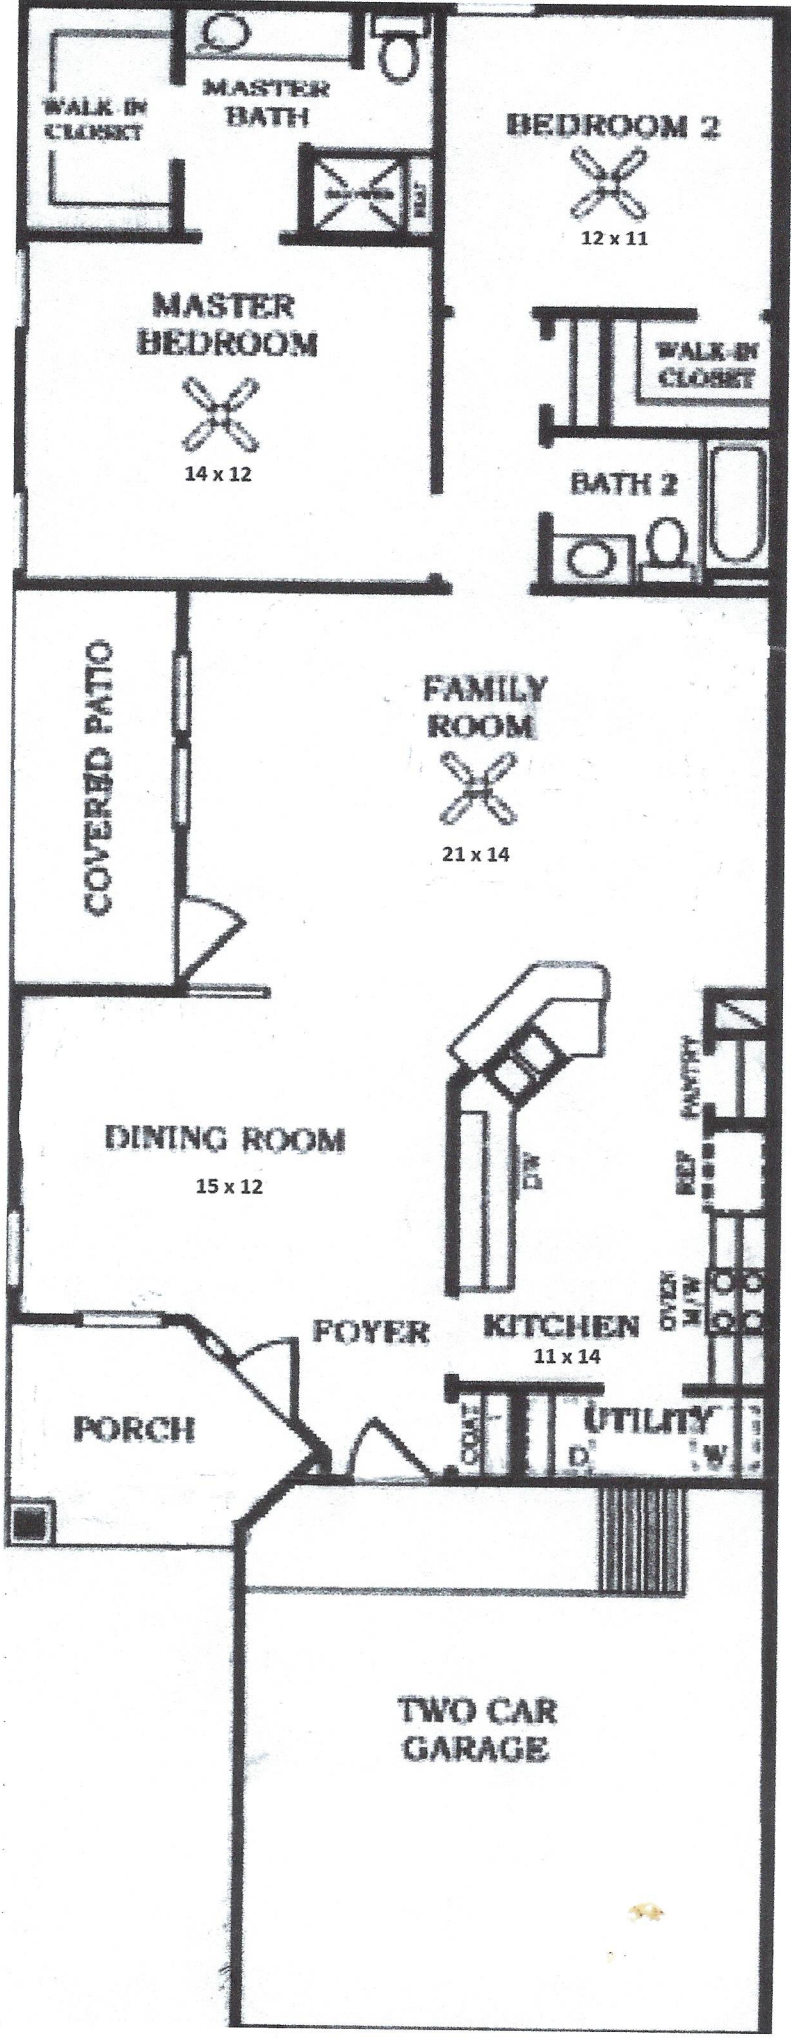 WALK-IN
CLOSET
MASTER
BATH
BEDROOM 2
12 x 11
MASTER
BEDROOM
14 x 12
WALK-IN
CLOSET
BATH 2
COVERED PATIO
FAMILY
ROOM
21 x 14
DINING ROOM
15 x 12
PANTRY
DW
REF
OVEN
M/W
FOYER
KITCHEN
11 x 14
PORCH
COAT
UTILITY
D
W
TWO CAR
GARAGE